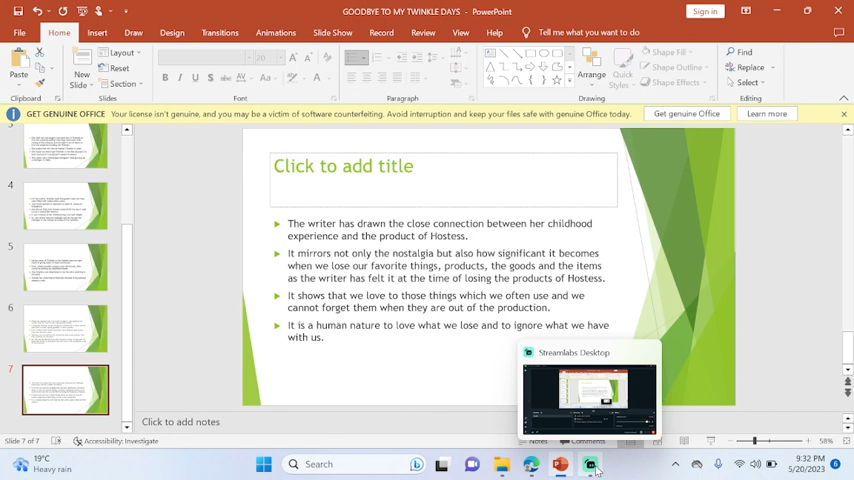 GOODBYE TO MY TWINKLE DAYS - PowerPoint
Sign in
File Home Insert Draw Design Transitions Animations Slide Show Record Review View Help Tell me what you want to do
Paste
Clipboard
New
Slides
Layout
Reset
Section
Slides
20
B I U S ab AV Aa A
Font
Paragraph
Arrange
Quick
Styles
Shape Fill
Shape Outline
Shape Effects
Drawing
Find
Replace
Select
Editing
GET GENUINE OFFICE Your license isn't genuine, and you may be a victim of software counterfeiting. Avoid interruption and keep your files safe with genuine Office today. Get genuine Office Learn more
4
5
6
7
Click to add title
The writer has drawn the close connection between her childhood
experience and the product of Hostess.
It mirrors not only the nostalgia but also how significant it becomes
when we lose our favorite things, products, the goods and the items
as the writer has felt it at the time of losing the products of Hostess.
It shows that we love to those things which we often use and we
cannot forget them when they are out of the production.
It is a human nature to love what we lose and to ignore what we have
with us.
Streamlabs Desktop
Click to add notes
Slide 7 of 7 Accessibility: Investigate Notes Comments 58%
19°C
Heavy rain
Search
9:32 PM
5/20/2023
6